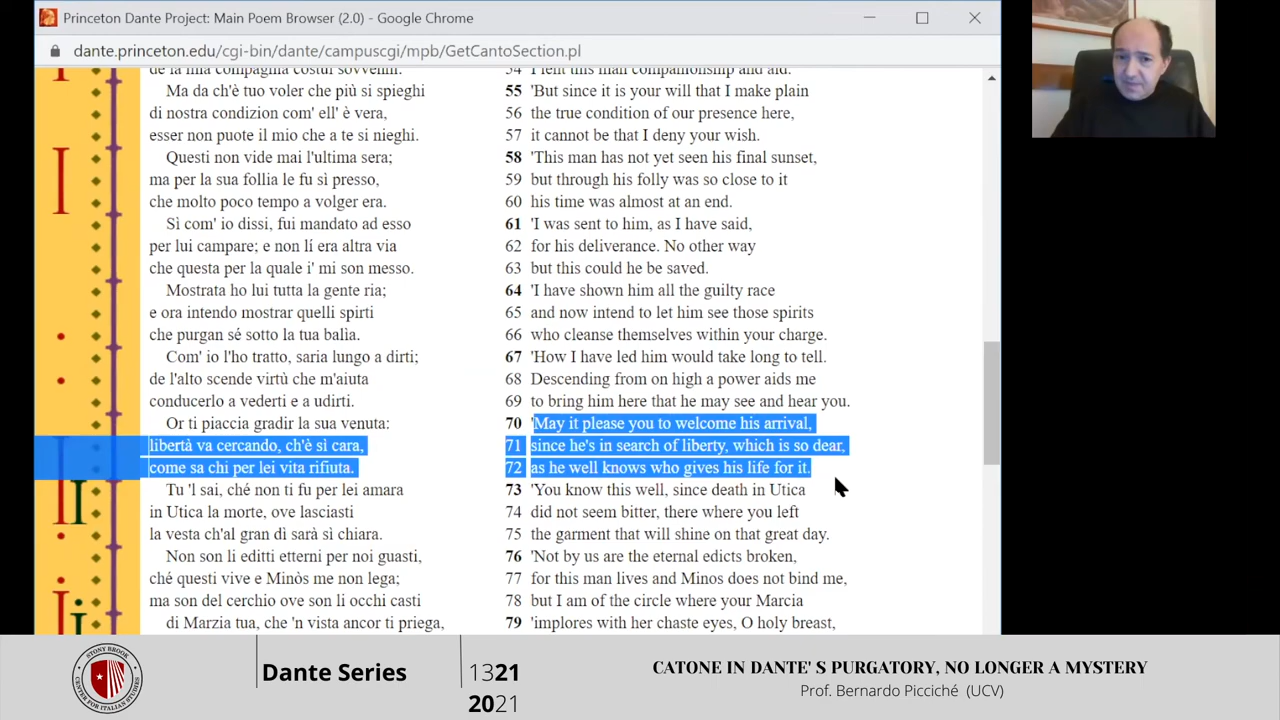 Princeton Dante Project: Main Poem Browser (2.0) - Google Chrome
dante.princeton.edu/cgi-bin/dante/campuscgi/mpb/GetCantoSection.pl
de la mia compagnia costui sovvenni. 54 I left this man companionship and aid.
Ma da ch'è tuo voler che più si spieghi 55 'But since it is your will that I make plain
di nostra condizion com' ell' è vera, 56 the true condition of our presence here,
esser non puote il mio che a te si nieghi. 57 it cannot be that I deny your wish.
Questi non vide mai l'ultima sera; 58 'This man has not yet seen his final sunset,
ma per la sua follia le fu sì presso, 59 but through his folly was so close to it
che molto poco tempo a volger era. 60 his time was almost at an end.
Sì com' io dissi, fui mandato ad esso 61 'I was sent to him, as I have said,
per lui campare; e non lí era altra via 62 for his deliverance. No other way
che questa per la quale i' mi son messo. 63 but this could he be saved.
Mostrata ho lui tutta la gente ria; 64 'I have shown him all the guilty race
e ora intendo mostrar quelli spirti 65 and now intend to let him see those spirits
che purgan sé sotto la tua balìa. 66 who cleanse themselves within your charge.
Com' io l'ho tratto, saria lungo a dirti; 67 'How I have led him would take long to tell.
de l'alto scende virtù che m'aiuta 68 Descending from on high a power aids me
conducerlo a vederti e a udirti. 69 to bring him here that he may see and hear you.
Or ti piaccia gradir la sua venuta: 70 'May it please you to welcome his arrival,
libertà va cercando, ch'è sì cara, 71 since he's in search of liberty, which is so dear,
come sa chi per lei vita rifiuta. 72 as he well knows who gives his life for it.
Tu 'l sai, ché non ti fu per lei amara 73 'You know this well, since death in Utica
in Utica la morte, ove lasciasti 74 did not seem bitter, there where you left
la vesta ch'al gran dì sarà sì chiara. 75 the garment that will shine on that great day.
Non son li editti etterni per noi guasti, 76 'Not by us are the eternal edicts broken,
ché questi vive e Minòs me non lega; 77 for this man lives and Minos does not bind me,
ma son del cerchio ove son li occhi casti 78 but I am of the circle where your Marcia
di Marzia tua, che 'n vista ancor ti priega, 79 'implores with her chaste eyes, O holy breast,
STONY BROOK
CENTER FOR ITALIAN STUDIES
Dante Series
1321
2021
CATONE IN DANTE' S PURGATORY, NO LONGER A MYSTERY
Prof. Bernardo Picciché (UCV)